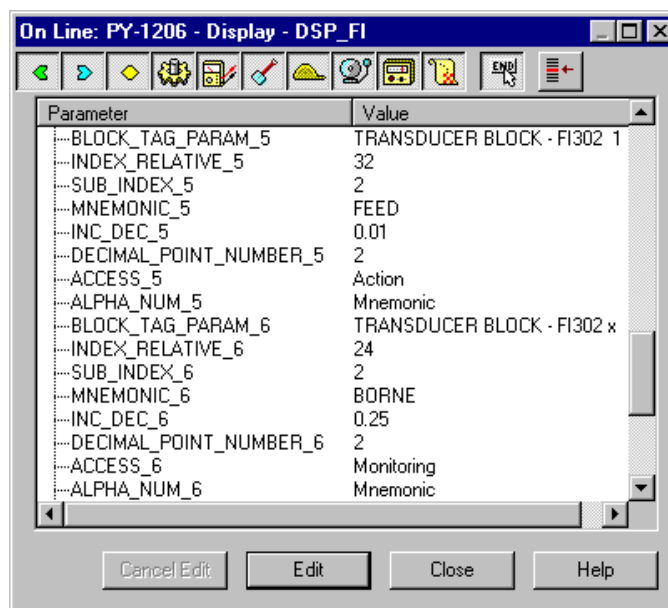 On Line: PY-1206 - Display - DSP_FI
END
Parameter Value
BLOCK_TAG_PARAM_5 TRANSDUCER BLOCK - FI302 1
INDEX_RELATIVE_5 32
SUB_INDEX_5 2
MNEMONIC_5 FEED
INC_DEC_5 0.01
DECIMAL_POINT_NUMBER_5 2
ACCESS_5 Action
ALPHA_NUM_5 Mnemonic
BLOCK_TAG_PARAM_6 TRANSDUCER BLOCK - FI302 x
INDEX_RELATIVE_6 24
SUB_INDEX_6 2
MNEMONIC_6 BORNE
INC_DEC_6 0.25
DECIMAL_POINT_NUMBER_6 2
ACCESS_6 Monitoring
ALPHA_NUM_6 Mnemonic
Cancel Edit Edit Close Help